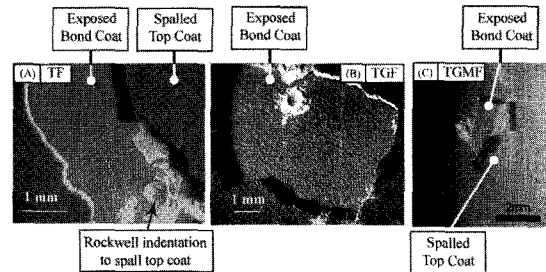 Exposed
Bond Coat
Spalled
Top Coat
Exposed
Bond Coat
Exposed
Bond Coat
(A) TF
(B) TGF
(C) TGMF
1 mm
1 mm
2mm
Rockwell indentation
to spall top coat
Spalled
Top Coat